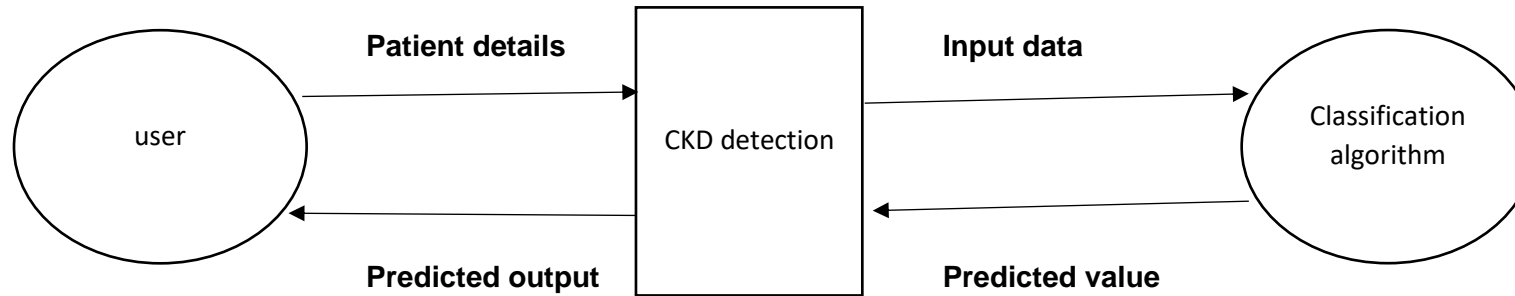 Patient details
Input data
user
CKD detection
Classification
algorithm
Predicted output
Predicted value